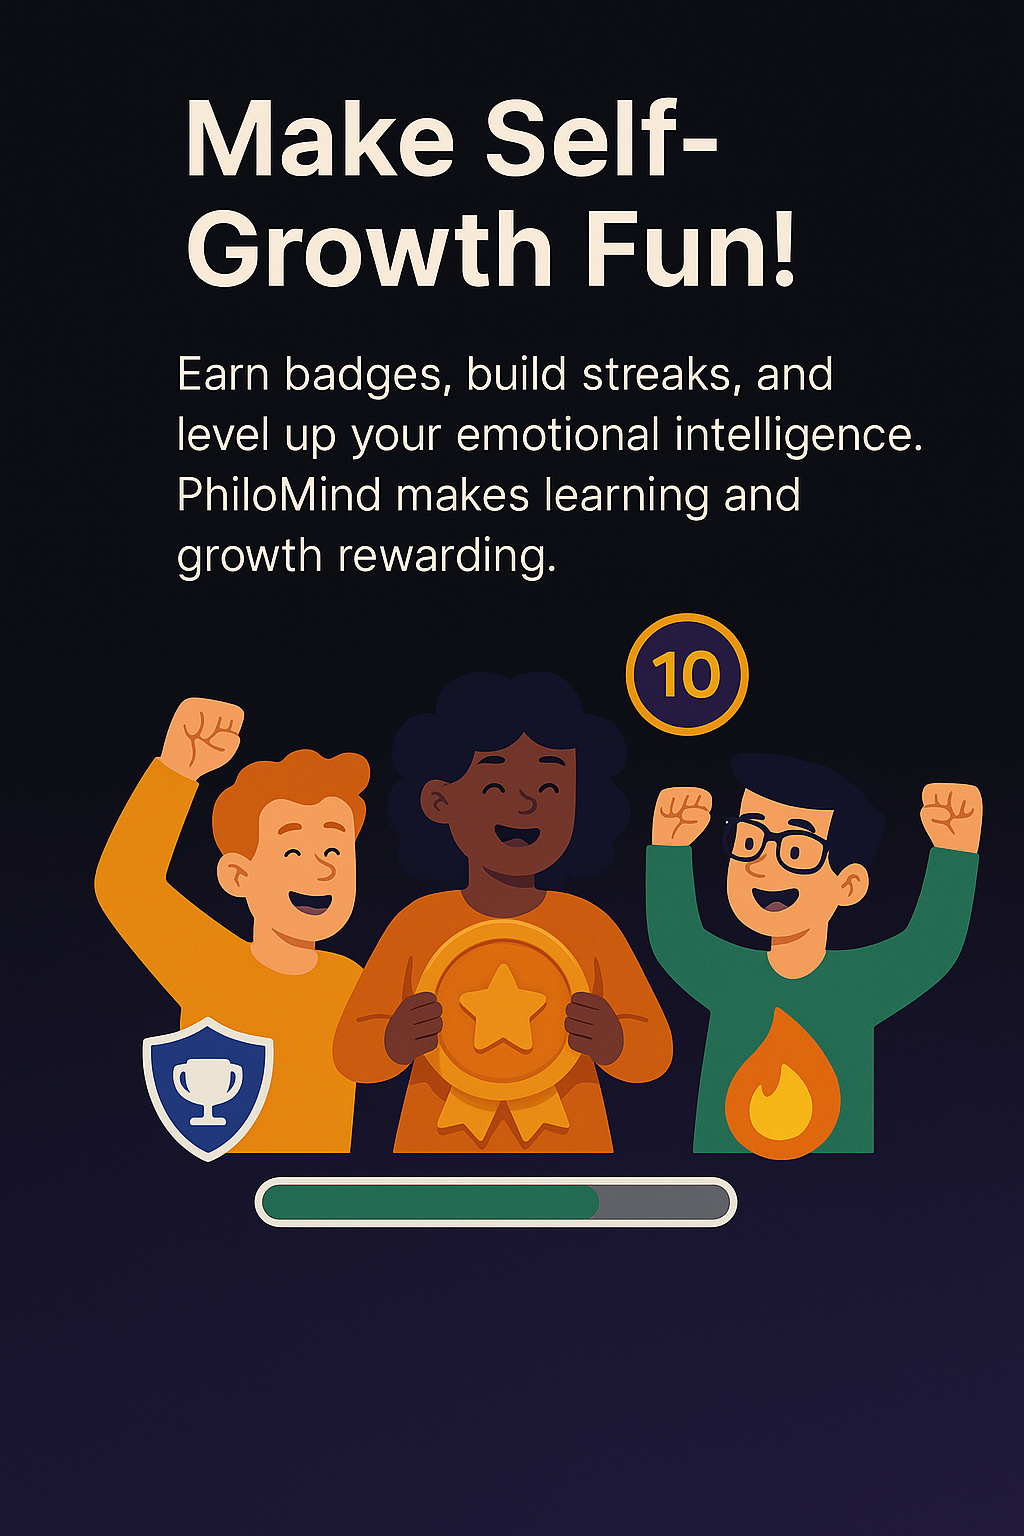 Make Self-
Growth Fun!
Earn badges, build streaks, and
level up your emotional intelligence.
PhiloMind makes learning and
growth rewarding.
10